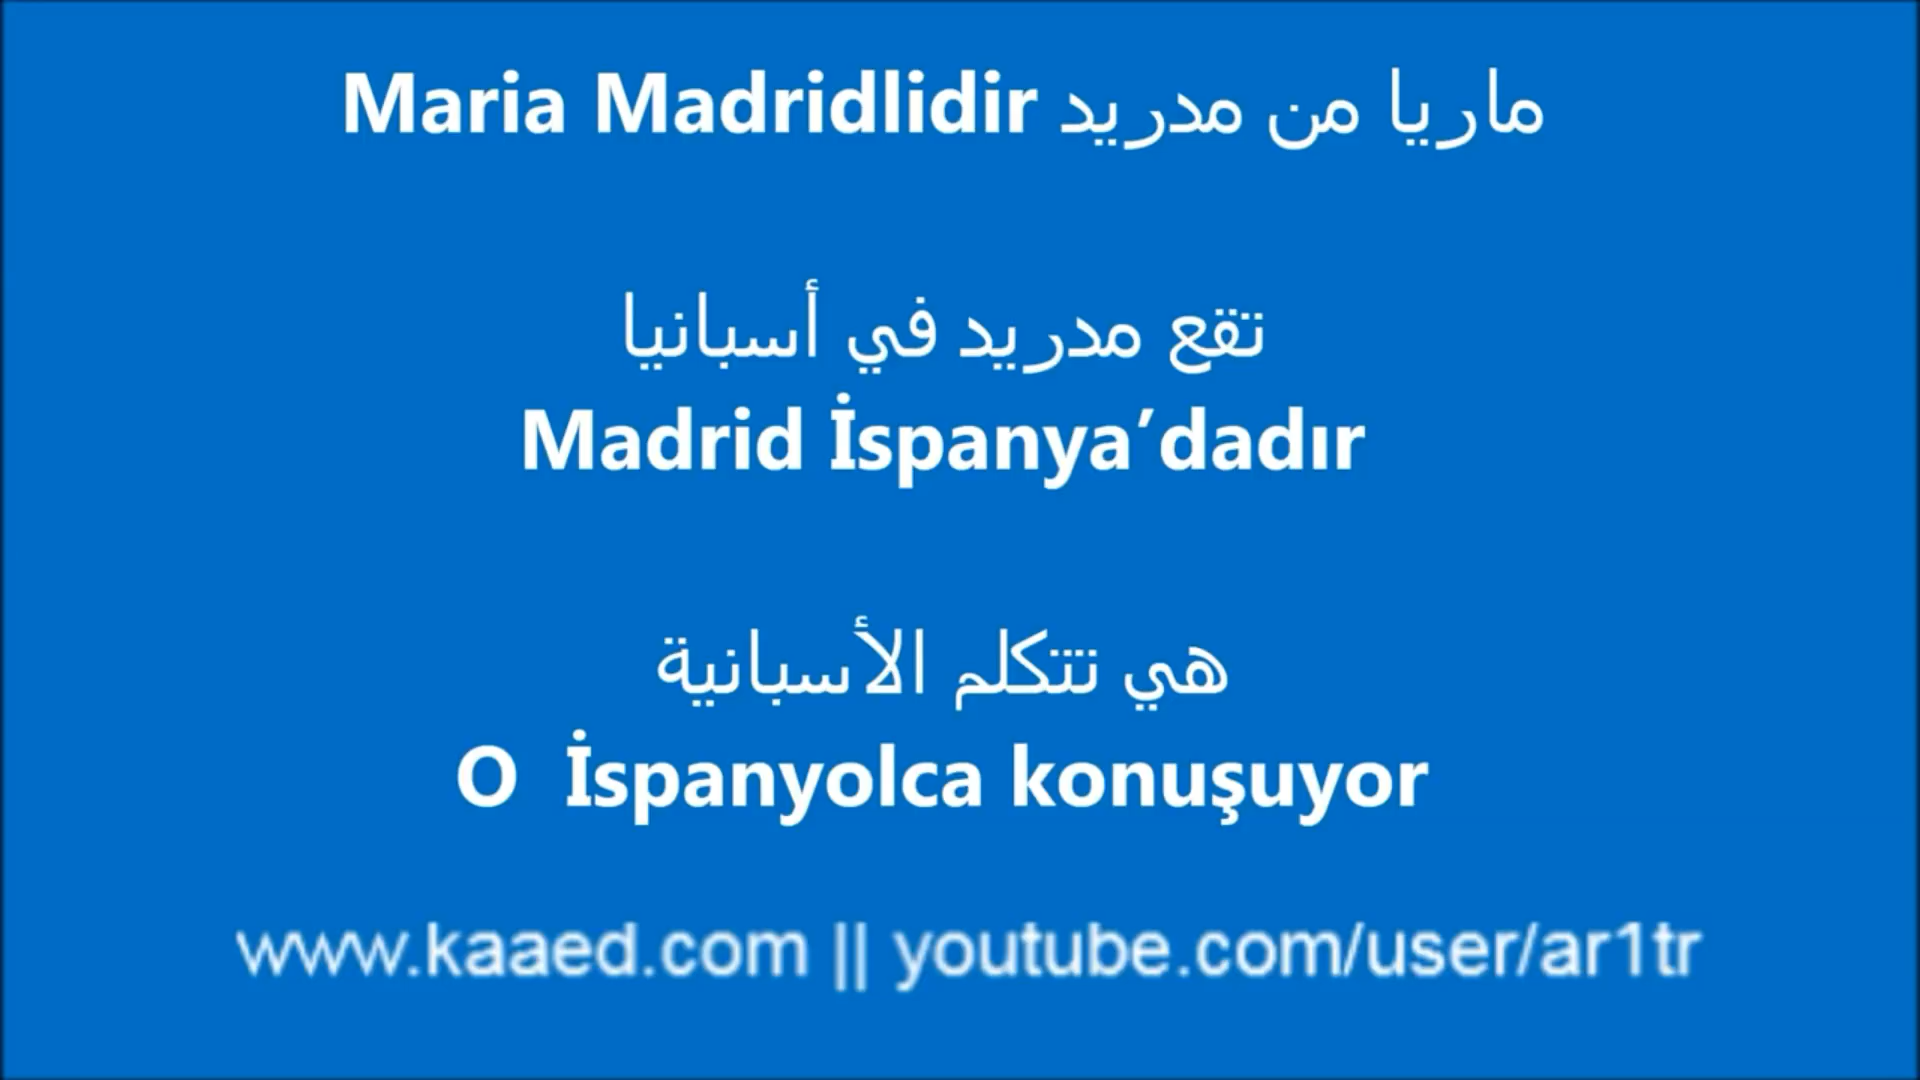 Maria Madridlidir ماريا من مدريد
تقع مدريد في أسبانيا
Madrid İspanya’dadır
هي تتكلم الأسبانية
O İspanyolca konuşuyor
www.kaaed.com || youtube.com/user/ar1tr